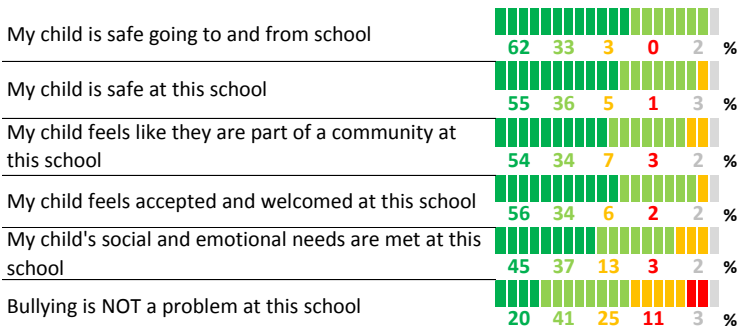 My child is safe going to and from school
62 33 3 0 2 %
My child is safe at this school
55 36 5 1 3 %
My child feels like they are part of a community at
this school
54 34 7 3 2 %
My child feels accepted and welcomed at this school
56 34 6 2 2 %
My child's social and emotional needs are met at this
school
45 37 13 3 2 %
Bullying is NOT a problem at this school
20 41 25 11 3 %